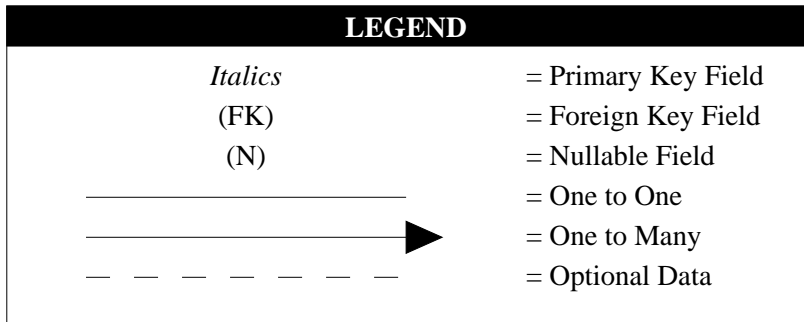 LEGEND
Italics = Primary Key Field
(FK) = Foreign Key Field
(N) = Nullable Field
= One to One
= One to Many
= Optional Data